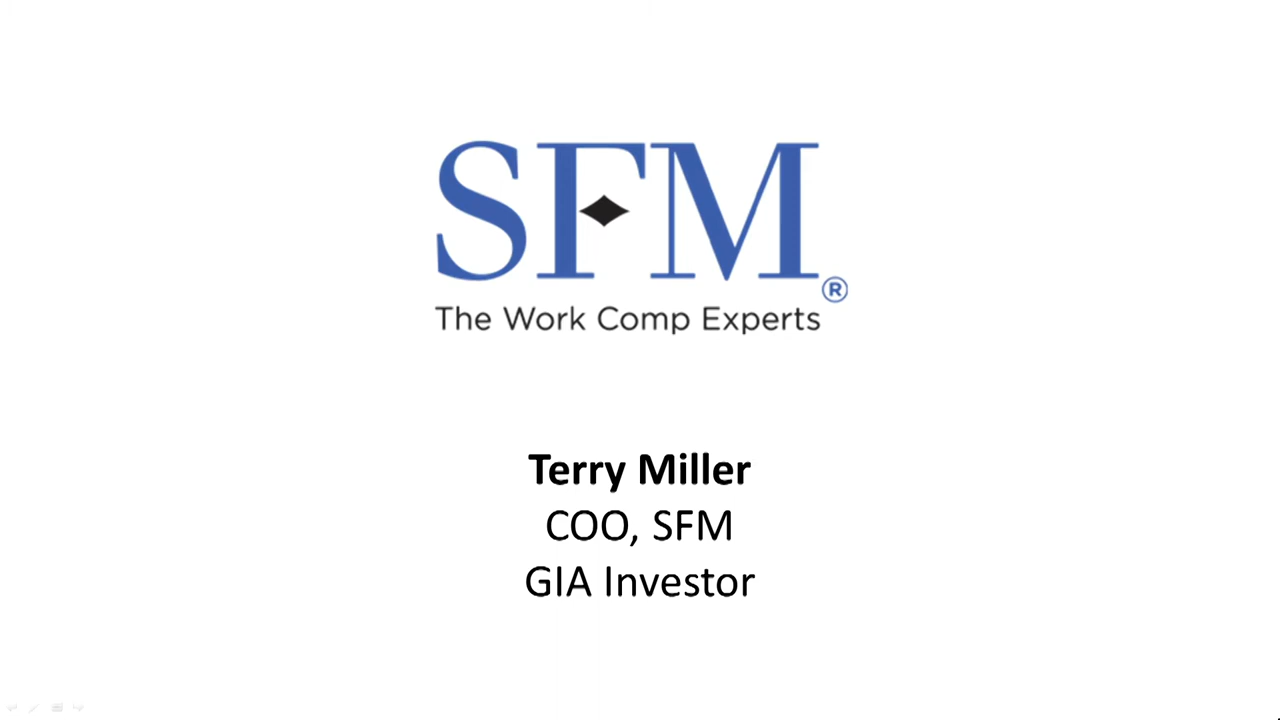 SFM®
The Work Comp Experts
Terry Miller
COO, SFM
GIA Investor